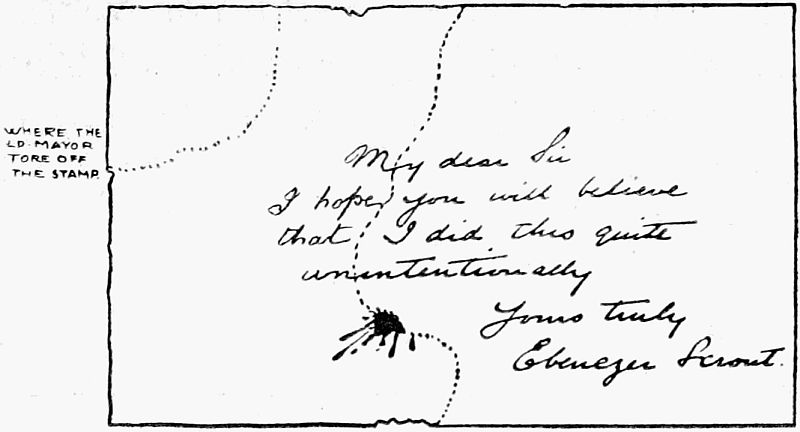 WHERE THE
LD. MAYOR
TORE OFF
THE STAMP.
My dear Sir
I hope you will believe
that I did this quite
unintentionally
Yours truly
Ebenezer Scrout.